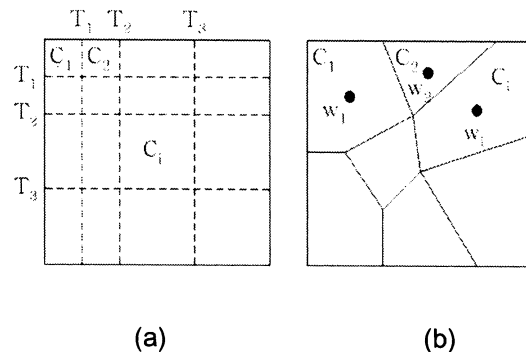 T₁ T₂ T₃
C₁ C₂
T₁
T₂
Cᵢ
T₃
C₁ C₂ Cᵢ
w₁ w₂ wᵢ
(a) (b)